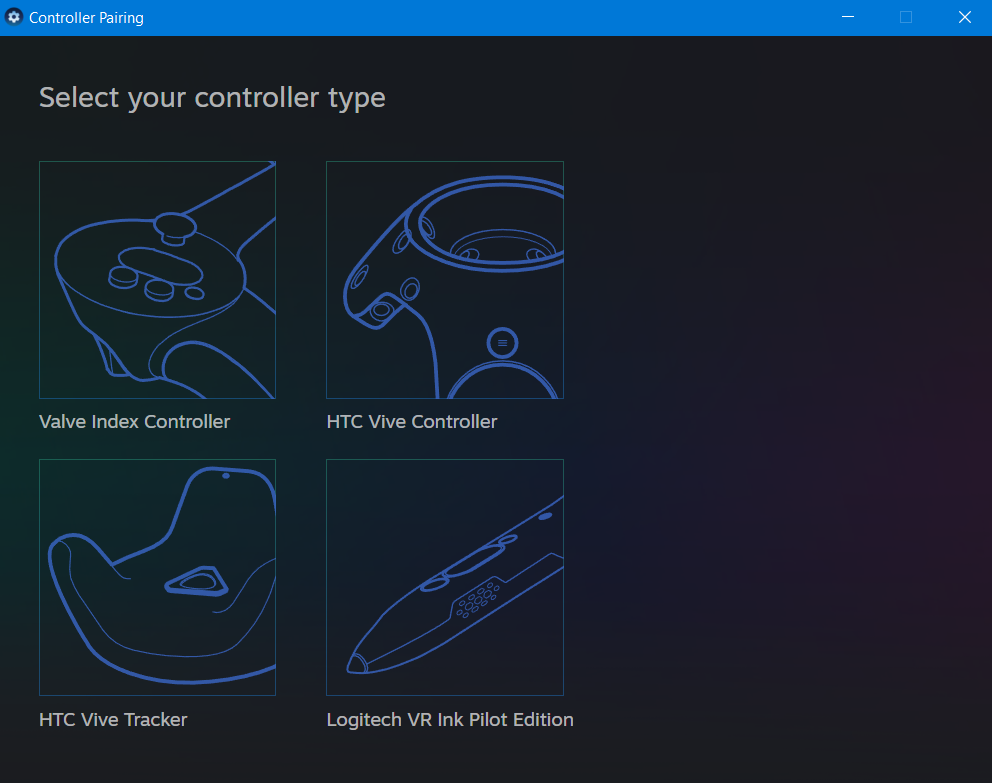 Controller Pairing
Select your controller type
Valve Index Controller
HTC Vive Controller
HTC Vive Tracker
Logitech VR Ink Pilot Edition